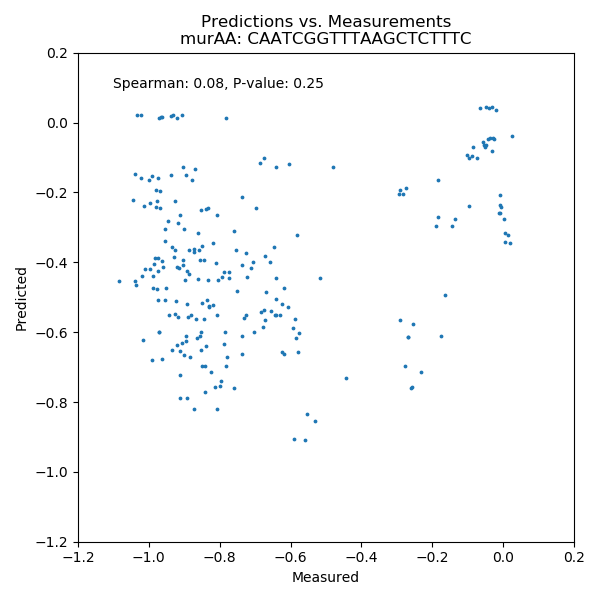 Predictions vs. Measurements
murAA: CAATCGGTTTAAGCTCTTTC
Spearman: 0.08, P-value: 0.25
0.2
0.0
−0.2
−0.4
−0.6
−0.8
−1.0
−1.2
Predicted
−1.2 −1.0 −0.8 −0.6 −0.4 −0.2 0.0 0.2
Measured